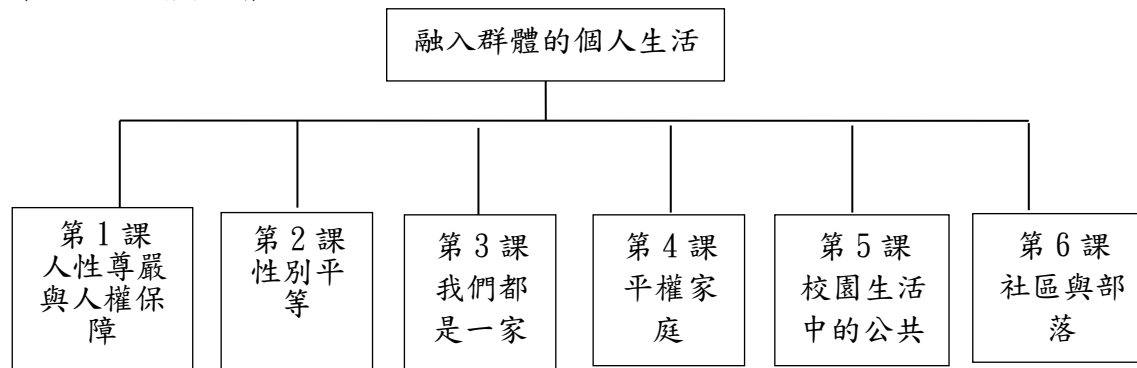 融入群體的個人生活
第1課
人性尊嚴
與人權保
障
第2課
性別平
等
第3課
我們都
是一家
第4課
平權家
庭
第5課
校園生活
中的公共
第6課
社區與部
落